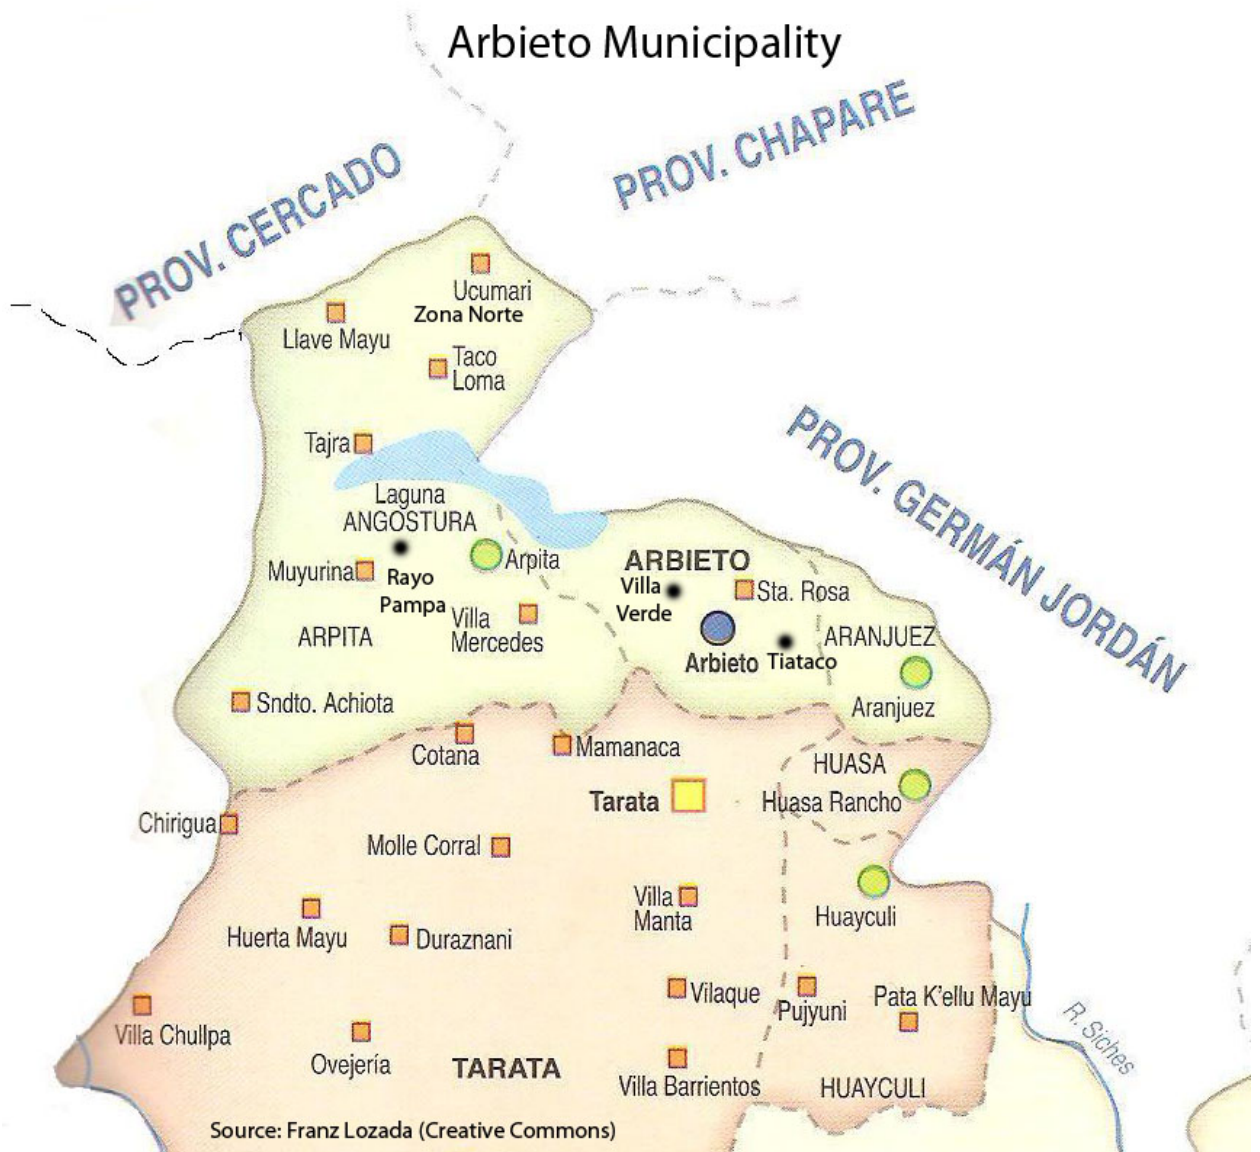 Arbieto Municipality
PROV. CHAPARE
PROV. CERCADO
Ucumari
Zona Norte
Llave Mayu
Taco
Loma
Tajra
PROV. GERMÁN JORDÁN
Laguna
ANGOSTURA
Arpita
ARBIETO
Muyurina
Rayo
Pampa
Villa
Verde
Sta. Rosa
Villa
Mercedes
ARPITA
ARANJUEZ
Arbieto
Tiataco
Sndto. Achiota
Aranjuez
Cotana
Mamanaca
HUASA
Tarata
Huasa Rancho
Chirigua
Molle Corral
Villa
Manta
Huayculi
Huerta Mayu
Duraznani
Vilaque
Pujyuni
Pata K'ellu Mayu
Villa Chullpa
R. Siches
Ovejería
TARATA
Villa Barrientos
HUAYCULI
Source: Franz Lozada (Creative Commons)